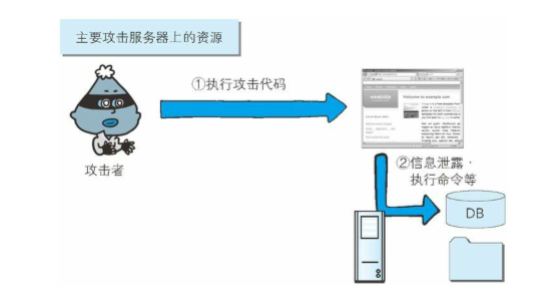 主要攻击服务器上的资源
①执行攻击代码
攻击者
②信息泄露·
执行命令等
DB